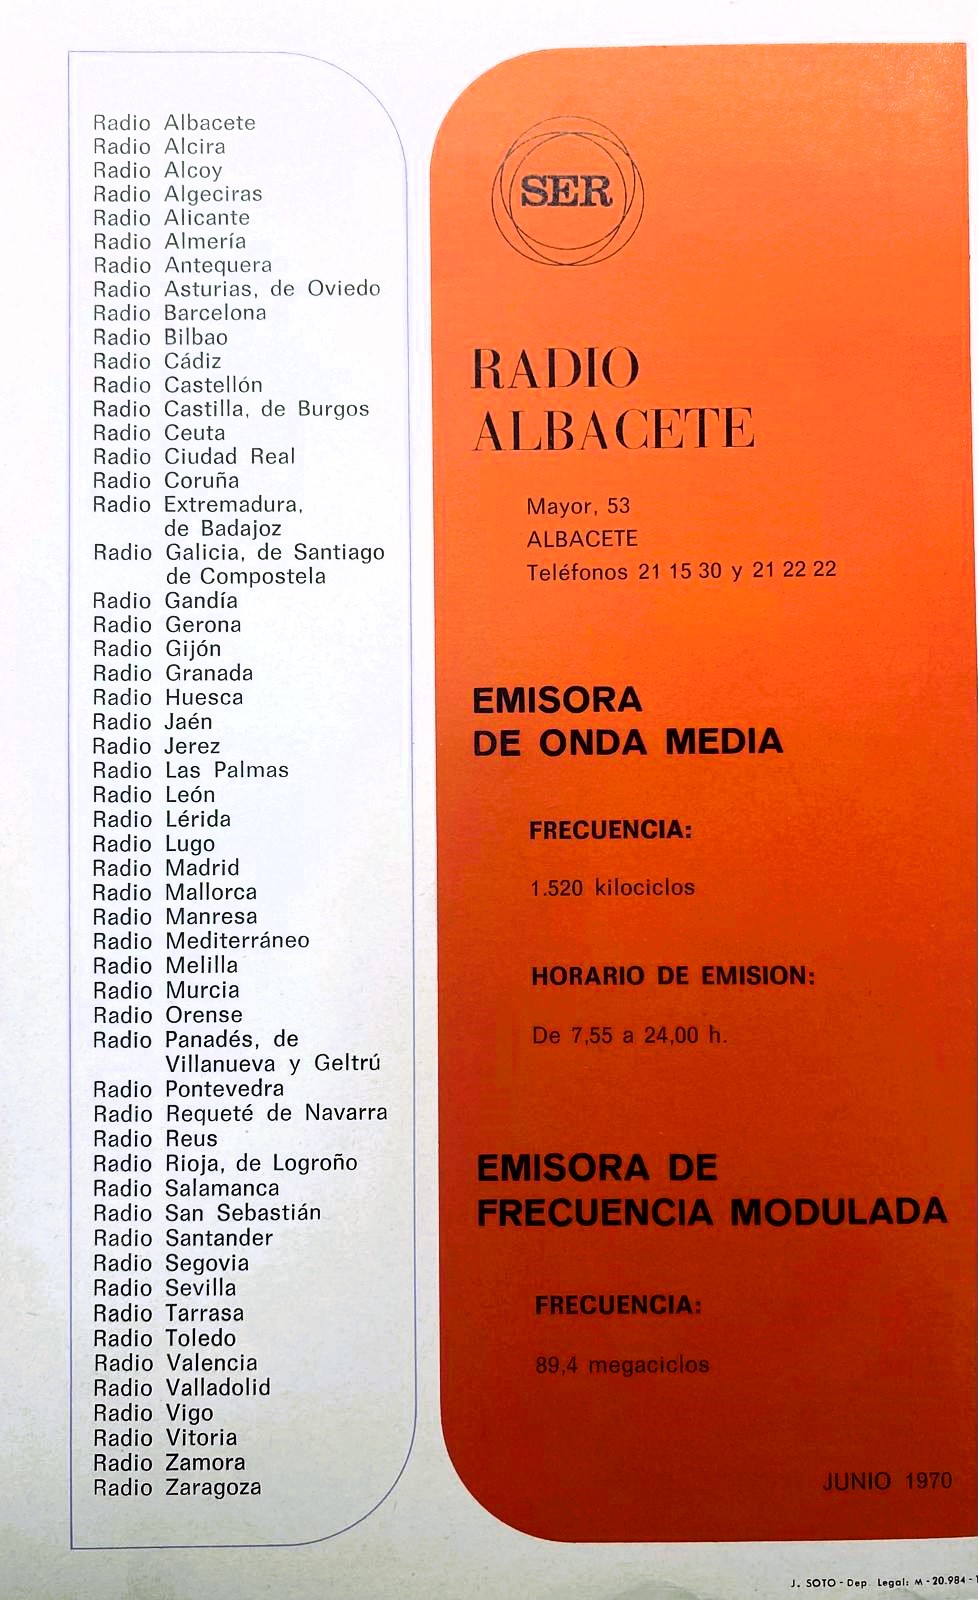 Radio Albacete
Radio Alcira
Radio Alcoy
Radio Algeciras
Radio Alicante
Radio Almería
Radio Antequera
Radio Asturias, de Oviedo
Radio Barcelona
Radio Bilbao
Radio Cádiz
Radio Castellón
Radio Castilla, de Burgos
Radio Ceuta
Radio Ciudad Real
Radio Coruña
Radio Extremadura,
de Badajoz
Radio Galicia, de Santiago
de Compostela
Radio Gandía
Radio Gerona
Radio Gijón
Radio Granada
Radio Huesca
Radio Jaén
Radio Jerez
Radio Las Palmas
Radio León
Radio Lérida
Radio Lugo
Radio Madrid
Radio Mallorca
Radio Manresa
Radio Mediterráneo
Radio Melilla
Radio Murcia
Radio Orense
Radio Panadés, de
Villanueva y Geltrú
Radio Pontevedra
Radio Requeté de Navarra
Radio Reus
Radio Rioja, de Logroño
Radio Salamanca
Radio San Sebastián
Radio Santander
Radio Segovia
Radio Sevilla
Radio Tarrasa
Radio Toledo
Radio Valencia
Radio Valladolid
Radio Vigo
Radio Vitoria
Radio Zamora
Radio Zaragoza
SER
RADIO
ALBACETE
Mayor, 53
ALBACETE
Teléfonos 21 15 30 y 21 22 22
EMISORA
DE ONDA MEDIA
FRECUENCIA:
1.520 kilociclos
HORARIO DE EMISION:
De 7,55 a 24,00 h.
EMISORA DE
FRECUENCIA MODULADA
FRECUENCIA:
89,4 megaciclos
JUNIO 1970
J. SOTO - Dep. Legal: M - 20.984 -